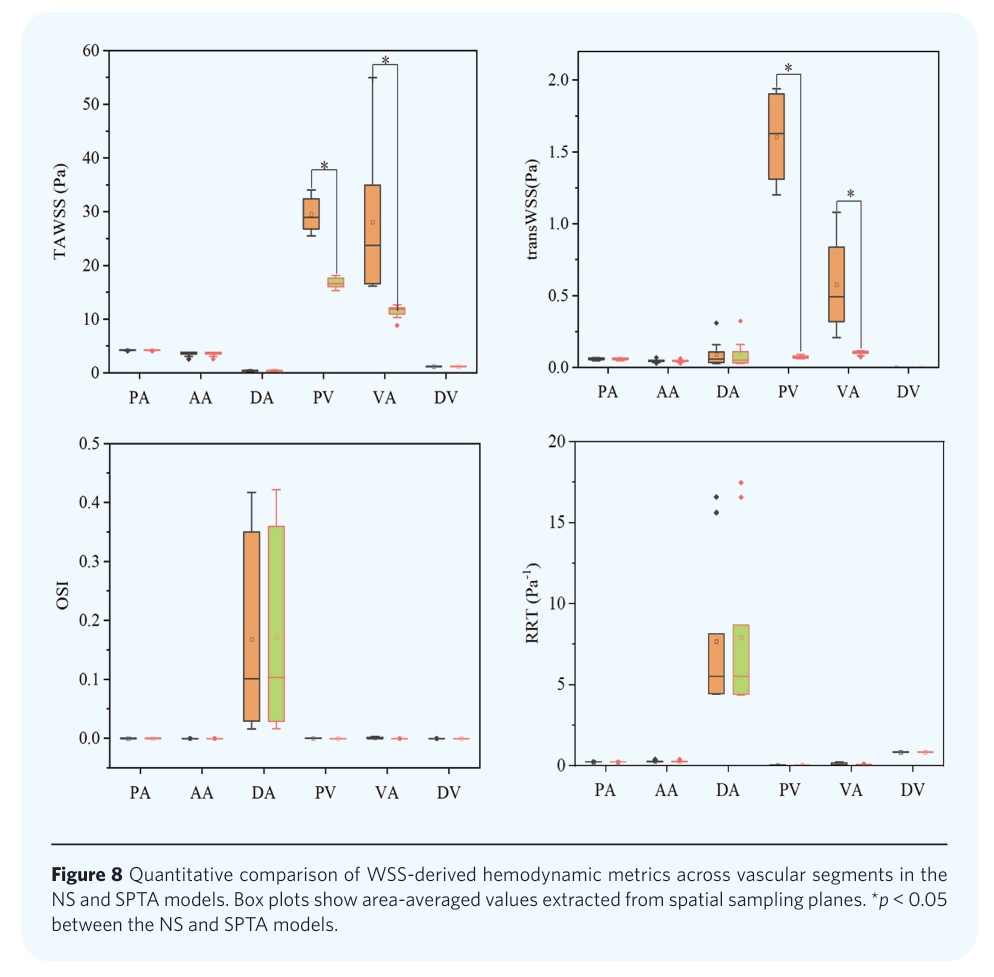 60
50
40
30
20
10
0
TAWSS (Pa)
*
*
PA AA DA PV VA DV
2.0
1.5
1.0
0.5
0.0
transWSS(Pa)
*
*
PA AA DA PV VA DV
0.5
0.4
0.3
0.2
0.1
0.0
OSI
PA AA DA PV VA DV
20
15
10
5
0
RRT (Pa⁻¹)
PA AA DA PV VA DV
Figure 8 Quantitative comparison of WSS-derived hemodynamic metrics across vascular segments in the
NS and SPTA models. Box plots show area-averaged values extracted from spatial sampling planes. *p < 0.05
between the NS and SPTA models.